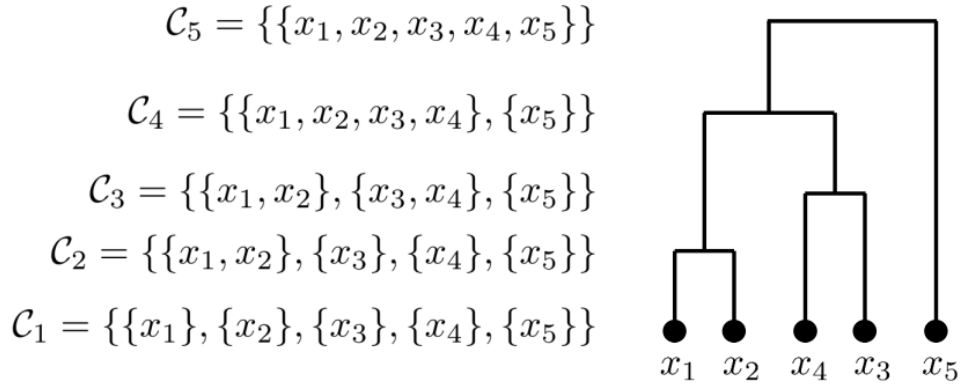 𝒞₅ = {{x₁, x₂, x₃, x₄, x₅}}
𝒞₄ = {{x₁, x₂, x₃, x₄}, {x₅}}
𝒞₃ = {{x₁, x₂}, {x₃, x₄}, {x₅}}
𝒞₂ = {{x₁, x₂}, {x₃}, {x₄}, {x₅}}
𝒞₁ = {{x₁}, {x₂}, {x₃}, {x₄}, {x₅}}
x₁ x₂ x₄ x₃ x₅